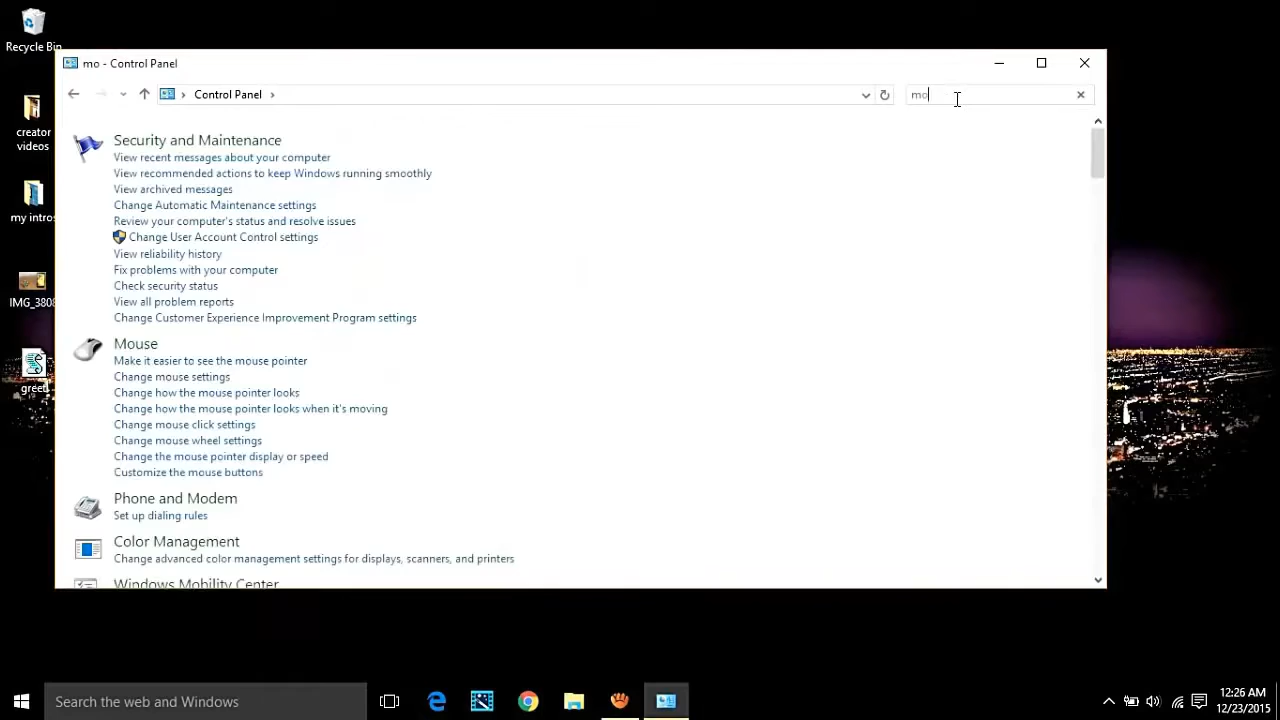 Recycle Bin
creator
videos
my intros
IMG_3808
greet
mo - Control Panel
Control Panel
mo
Security and Maintenance
View recent messages about your computer
View recommended actions to keep Windows running smoothly
View archived messages
Change Automatic Maintenance settings
Review your computer's status and resolve issues
Change User Account Control settings
View reliability history
Fix problems with your computer
Check security status
View all problem reports
Change Customer Experience Improvement Program settings
Mouse
Make it easier to see the mouse pointer
Change mouse settings
Change how the mouse pointer looks
Change how the mouse pointer looks when it's moving
Change mouse click settings
Change mouse wheel settings
Change the mouse pointer display or speed
Customize the mouse buttons
Phone and Modem
Set up dialing rules
Color Management
Change advanced color management settings for displays, scanners, and printers
Windows Mobility Center
Search the web and Windows
12:26 AM
12/23/2015